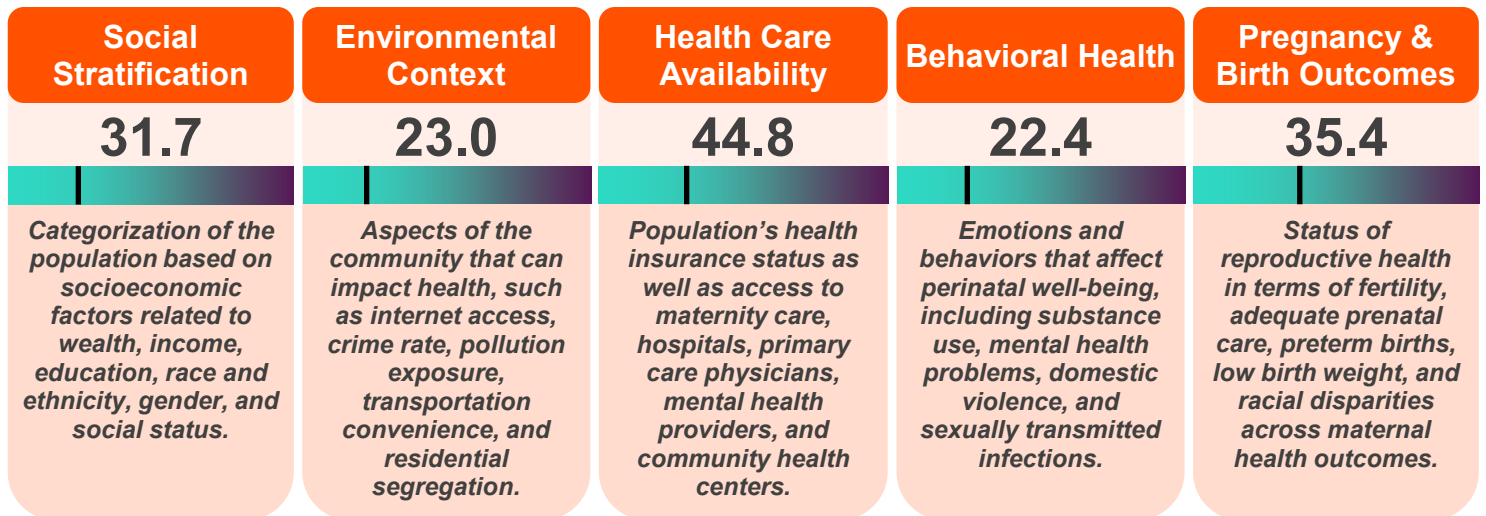 Social
Stratification
31.7
Categorization of the
population based on
socioeconomic
factors related to
wealth, income,
education, race and
ethnicity, gender, and
social status.
Environmental
Context
23.0
Aspects of the
community that can
impact health, such
as internet access,
crime rate, pollution
exposure,
transportation
convenience, and
residential
segregation.
Health Care
Availability
44.8
Population’s health
insurance status as
well as access to
maternity care,
hospitals, primary
care physicians,
mental health
providers, and
community health
centers.
Behavioral Health
22.4
Emotions and
behaviors that affect
perinatal well-being,
including substance
use, mental health
problems, domestic
violence, and
sexually transmitted
infections.
Pregnancy &
Birth Outcomes
35.4
Status of
reproductive health
in terms of fertility,
adequate prenatal
care, preterm births,
low birth weight, and
racial disparities
across maternal
health outcomes.